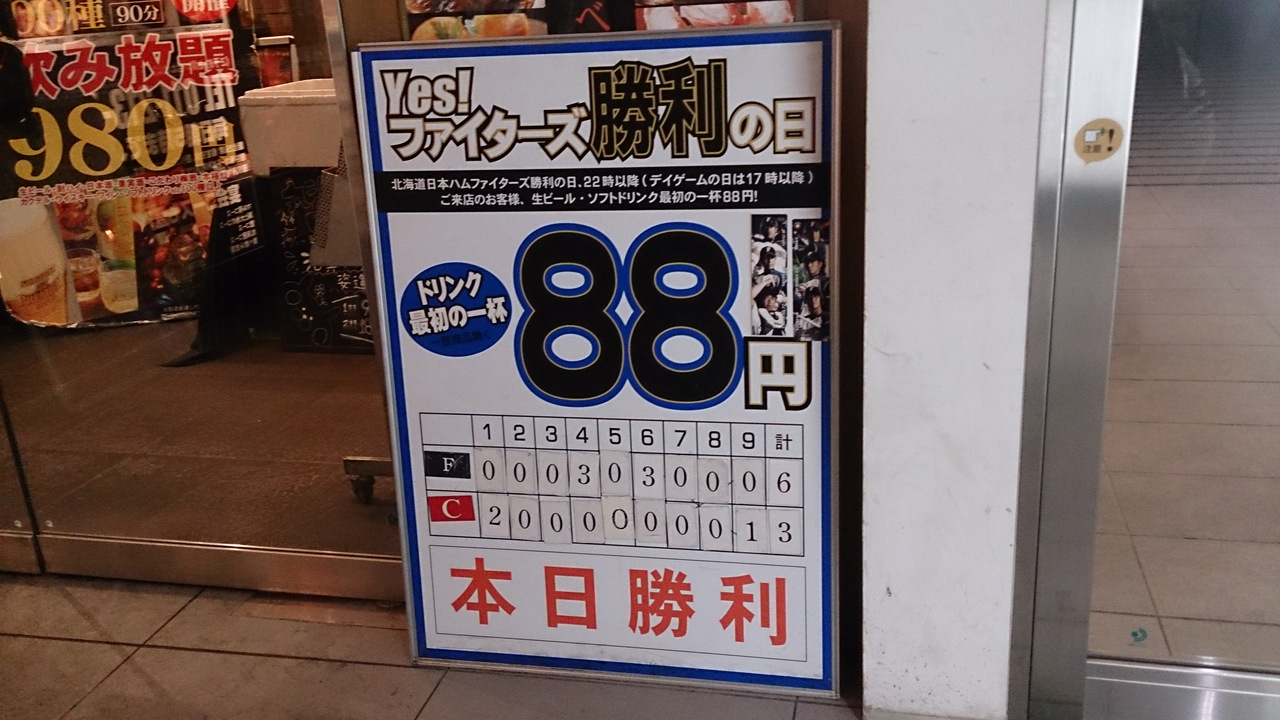 90分
開催
飲み放題
980円
Yes!
ファイターズ勝利の日
北海道日本ハムファイターズ勝利の日、22時以降(デイゲームの日は17時以降)
ご来店のお客様、生ビール・ソフトドリンク最初の一杯88円!
ドリンク
最初の一杯
88円
1 2 3 4 5 6 7 8 9 計
F 0 0 0 3 0 3 0 0 0 6
C 2 0 0 0 0 0 0 0 1 3
本日勝利
注意